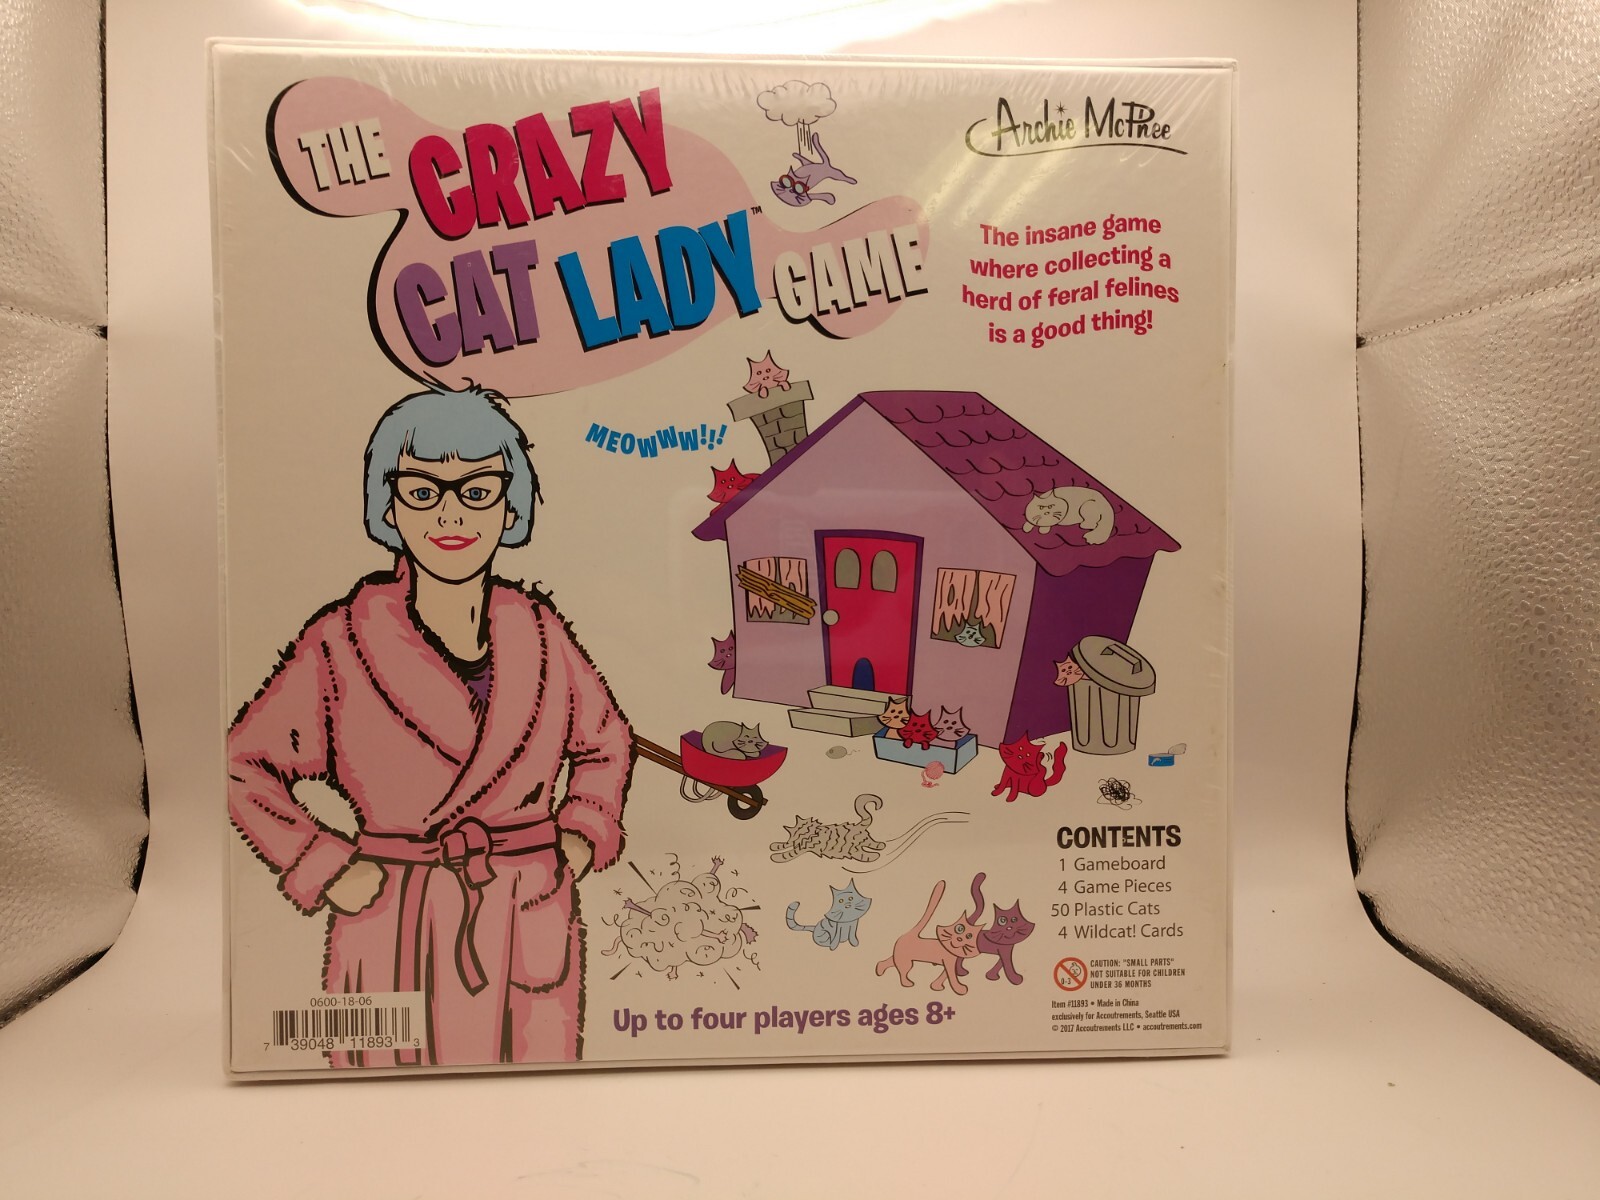 THE CRAZY
CAT LADY™ GAME
Archie McPhee
The insane game
where collecting a
herd of feral felines
is a good thing!
MEOWWW!!!
CONTENTS
1 Gameboard
4 Game Pieces
50 Plastic Cats
4 Wildcat! Cards
0-3
CAUTION: "SMALL PARTS"
NOT SUITABLE FOR CHILDREN
UNDER 36 MONTHS
Item #11893 • Made in China
exclusively for Accoutrements, Seattle USA
© 2017 Accoutrements LLC • accoutrements.com
Up to four players ages 8+
0600-18-06
7 39048 11893 3